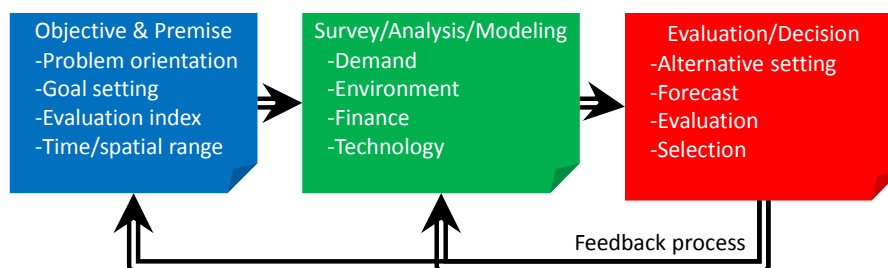 Objective & Premise
-Problem orientation
-Goal setting
-Evaluation index
-Time/spatial range
Survey/Analysis/Modeling
-Demand
-Environment
-Finance
-Technology
Evaluation/Decision
-Alternative setting
-Forecast
-Evaluation
-Selection
Feedback process